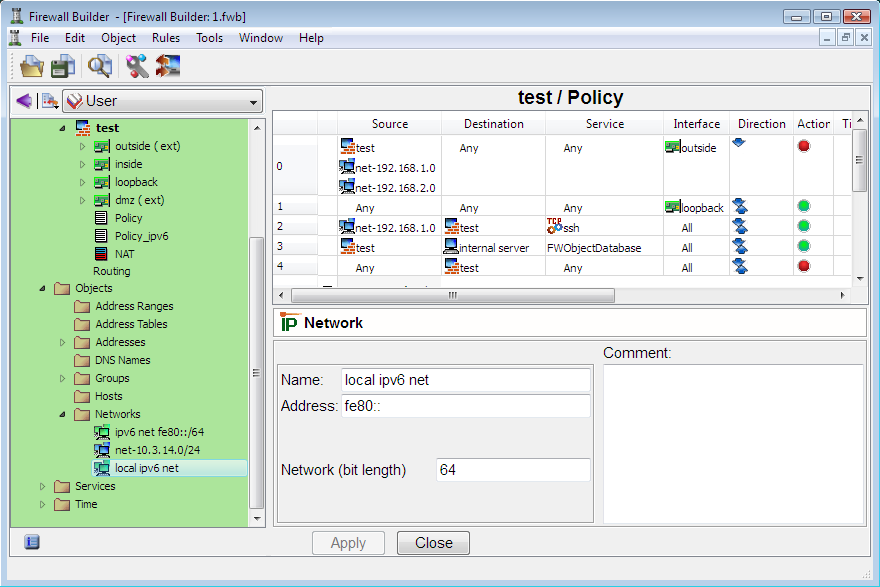 Firewall Builder - [Firewall Builder: 1.fwb]
File Edit Object Rules Tools Window Help
User
test
outside ( ext)
inside
loopback
dmz ( ext)
Policy
Policy_ipv6
NAT
Routing
Objects
Address Ranges
Address Tables
Addresses
DNS Names
Groups
Hosts
Networks
ipv6 net fe80::/64
net-10.3.14.0/24
local ipv6 net
Services
Time
test / Policy
Source Destination Service Interface Direction Action Ti
0 test Any Any outside
net-192.168.1.0
net-192.168.2.0
1 Any Any Any loopback
2 net-192.168.1.0 test TCP ssh All
3 test internal server FWObjectDatabase All
4 Any test Any All
IP Network
Name: local ipv6 net
Address: fe80::
Network (bit length) 64
Comment:
Apply Close